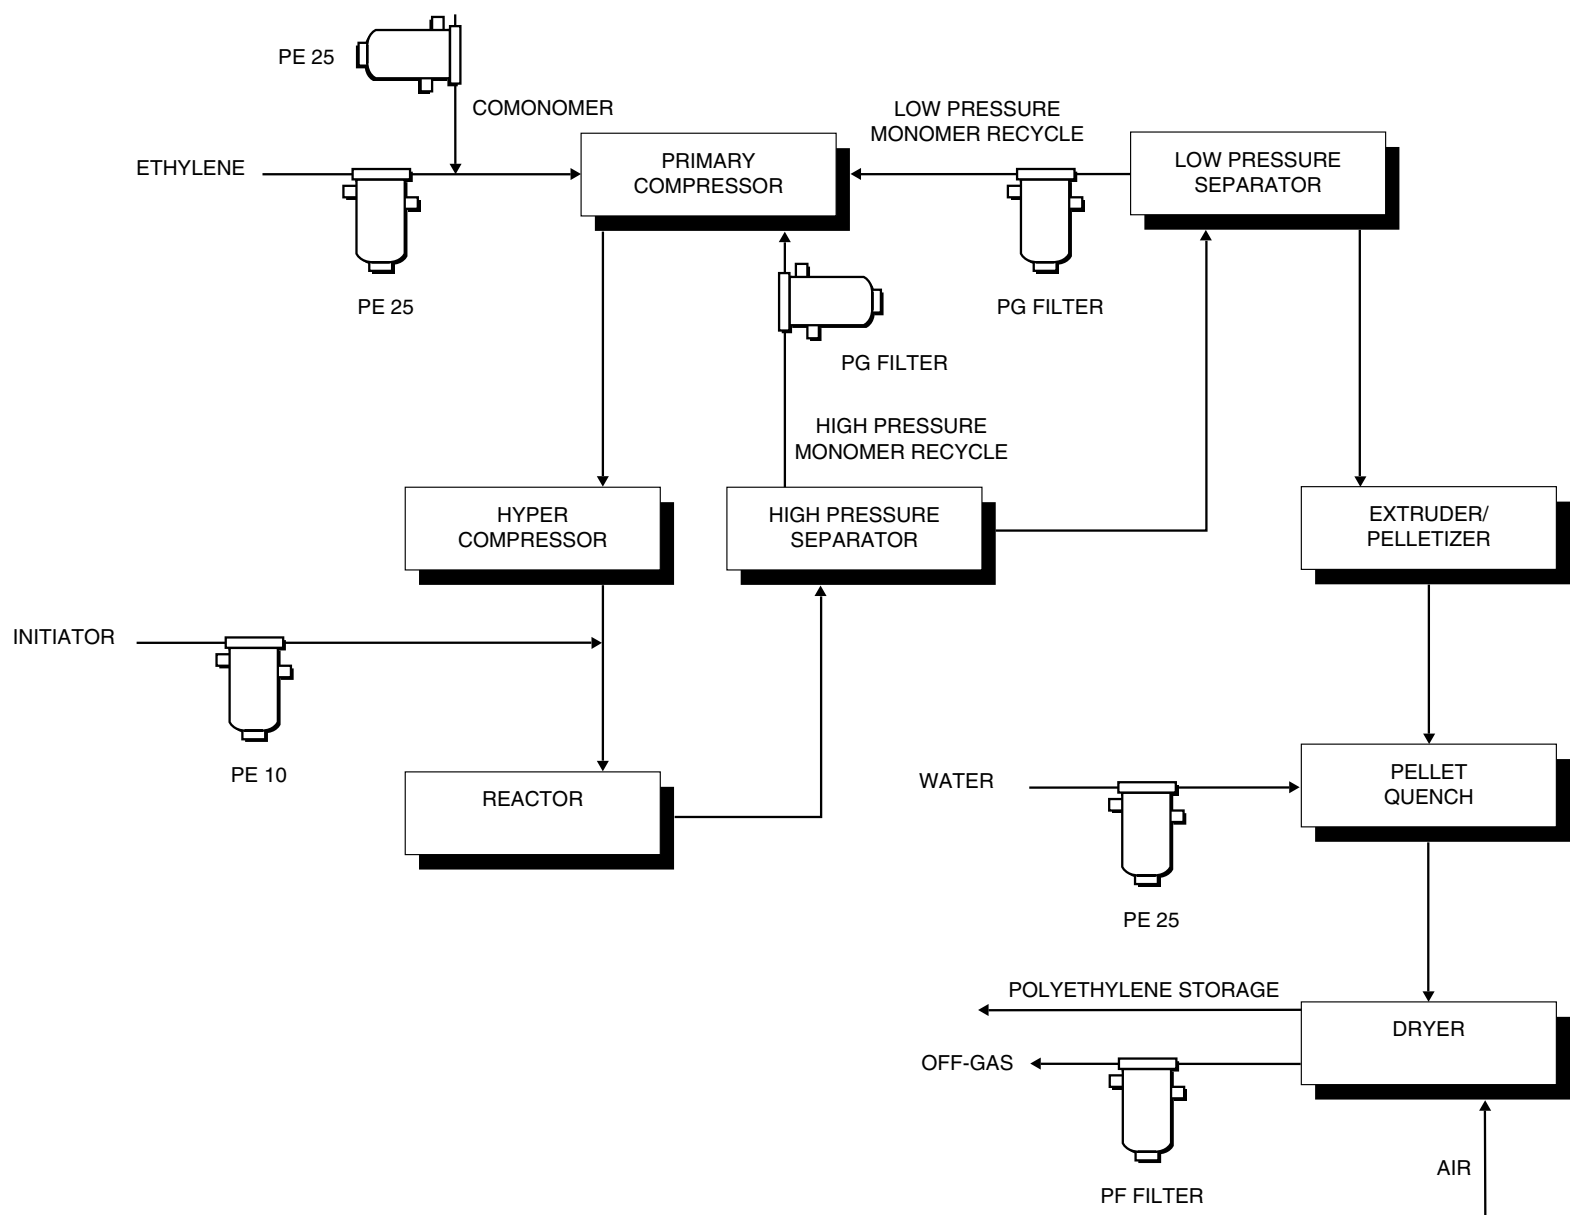 PE 25
COMONOMER
LOW PRESSURE
MONOMER RECYCLE
ETHYLENE
PRIMARY
COMPRESSOR
LOW PRESSURE
SEPARATOR
PE 25
PG FILTER
PG FILTER
HIGH PRESSURE
MONOMER RECYCLE
HYPER
COMPRESSOR
HIGH PRESSURE
SEPARATOR
EXTRUDER/
PELLETIZER
INITIATOR
PE 10
REACTOR
WATER
PELLET
QUENCH
PE 25
POLYETHYLENE STORAGE
DRYER
OFF-GAS
AIR
PF FILTER